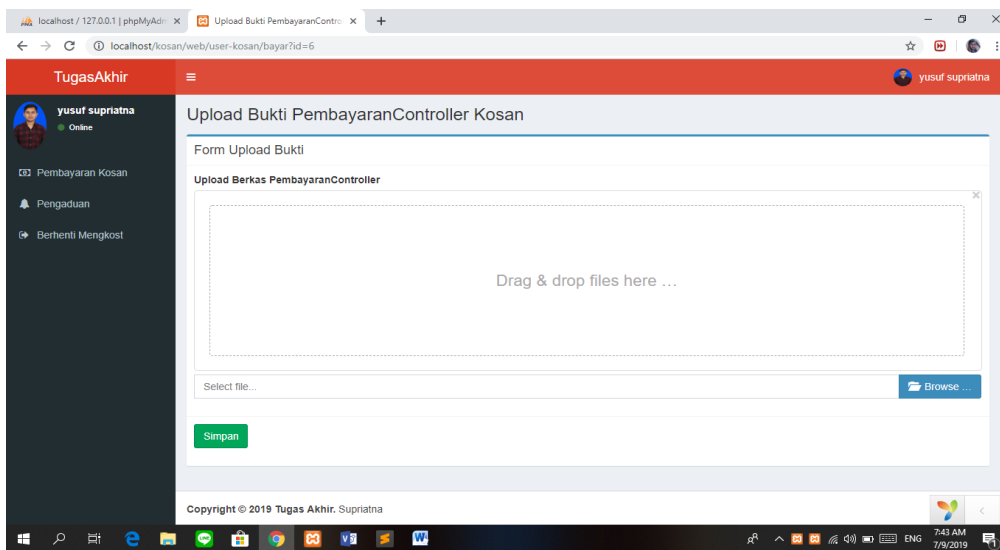 localhost / 127.0.0.1 | phpMyAdm
Upload Bukti PembayaranControl
localhost/kosan/web/user-kosan/bayar?id=6
TugasAkhir
yusuf supriatna
yusuf supriatna
Online
Pembayaran Kosan
Pengaduan
Berhenti Mengkost
Upload Bukti PembayaranController Kosan
Form Upload Bukti
Upload Berkas PembayaranController
Drag & drop files here ...
Select file...
Browse ...
Simpan
Copyright © 2019 Tugas Akhir. Supriatna
ENG
7:43 AM
7/9/2019